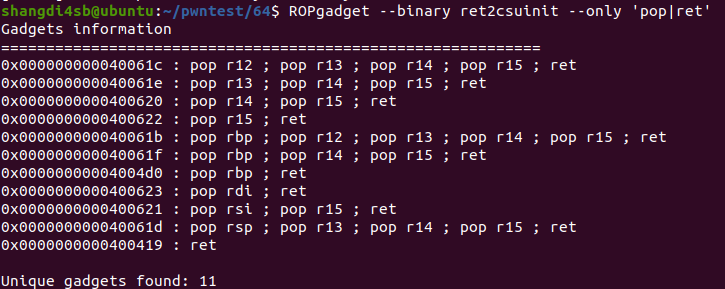 shangdi4sb@ubuntu:~/pwntest/64$ ROPgadget --binary ret2csuinit --only 'pop|ret'
Gadgets information
============================================================
0x000000000040061c : pop r12 ; pop r13 ; pop r14 ; pop r15 ; ret
0x000000000040061e : pop r13 ; pop r14 ; pop r15 ; ret
0x0000000000400620 : pop r14 ; pop r15 ; ret
0x0000000000400622 : pop r15 ; ret
0x000000000040061b : pop rbp ; pop r12 ; pop r13 ; pop r14 ; pop r15 ; ret
0x000000000040061f : pop rbp ; pop r14 ; pop r15 ; ret
0x00000000004004d0 : pop rbp ; ret
0x0000000000400623 : pop rdi ; ret
0x0000000000400621 : pop rsi ; pop r15 ; ret
0x000000000040061d : pop rsp ; pop r13 ; pop r14 ; pop r15 ; ret
0x0000000000400419 : ret
Unique gadgets found: 11